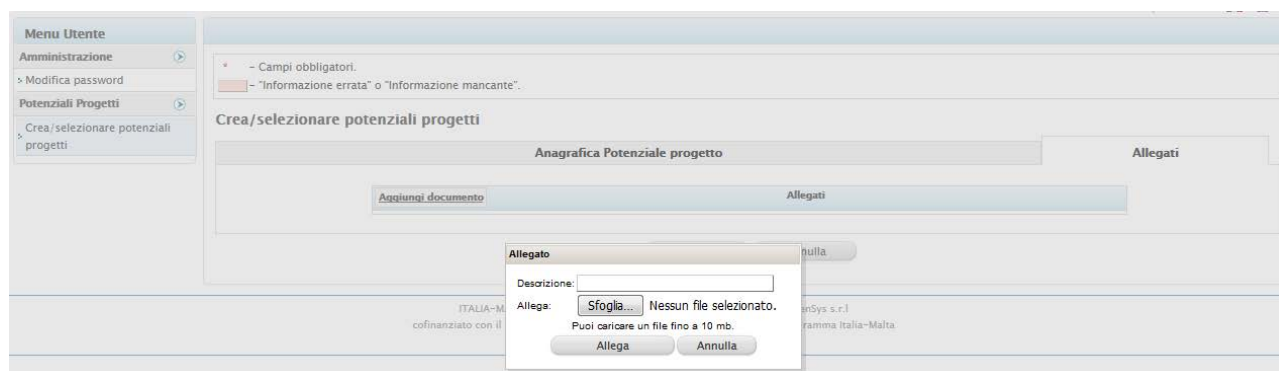 Menu Utente
Amministrazione
Modifica password
Potenziali Progetti
Crea/selezionare potenziali
progetti
* - Campi obbligatori.
- "Informazione errata" o "Informazione mancante".
Crea/selezionare potenziali progetti
Anagrafica Potenziale progetto
Allegati
Aggiungi documento
Allegati
nulla
Allegato
Descrizione:
Allega:
Sfoglia...
Nessun file selezionato.
Puoi caricare un file fino a 10 mb.
Allega
Annulla
ITALIA-M
enSys s.r.l
cofinanziato con il
ramma Italia-Malta